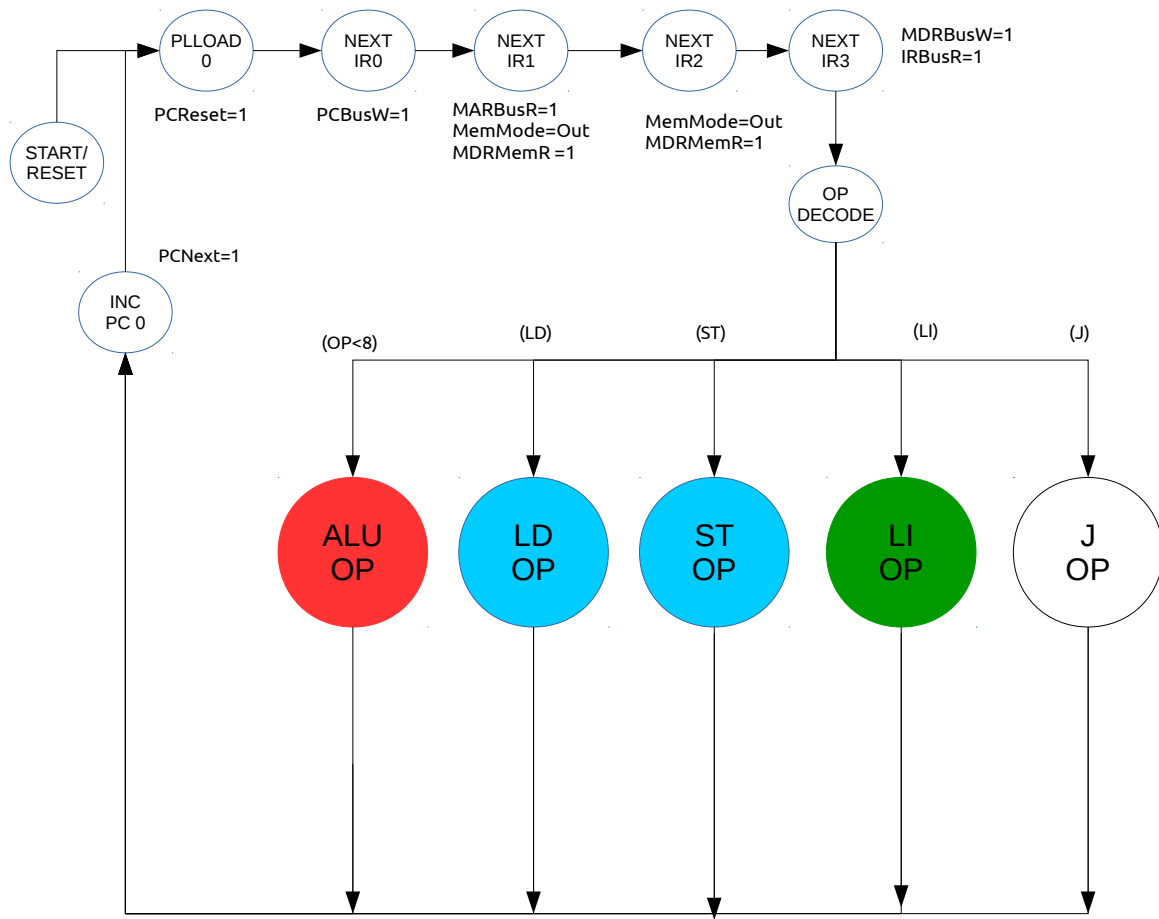 PLLOAD
0
NEXT
IR0
NEXT
IR1
NEXT
IR2
NEXT
IR3
MDRBusW=1
IRBusR=1
PCReset=1
PCBusW=1
MARBusR=1
MemMode=Out
MDRMemR =1
MemMode=Out
MDRMemR=1
START/
RESET
OP
DECODE
PCNext=1
INC
PC 0
(OP<8)
(LD)
(ST)
(LI)
(J)
ALU
OP
LD
OP
ST
OP
LI
OP
J
OP